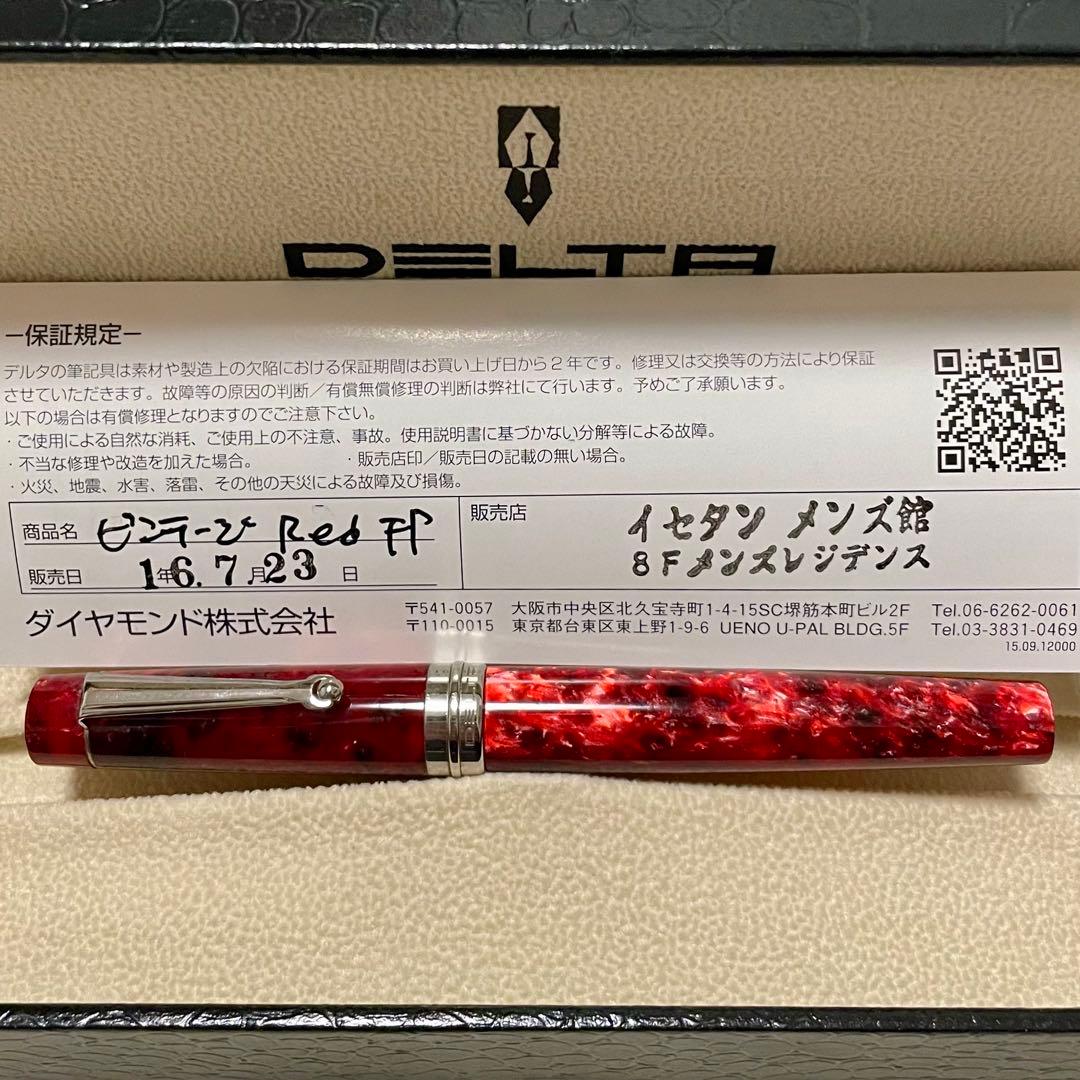 DELTA
—保証規定—
デルタの筆記具は素材や製造上の欠陥における保証期間はお買い上げ日から2年です。修理又は交換等の方法により保証
させていただきます。故障等の原因の判断／有償無償修理の判断は弊社にて行います。予めご了承願います。
以下の場合は有償修理となりますのでご注意下さい。
・ご使用による自然な消耗、ご使用上の不注意、事故。使用説明書に基づかない分解等による故障。
・不当な修理や改造を加えた場合。 ・販売店印／販売日の記載の無い場合。
・火災、地震、水害、落雷、その他の天災による故障及び損傷。
商品名 ビンテージ Red FP
販売日 16年.7月23日
販売店 イセタン メンズ館
8Fメンズレジデンス
ダイヤモンド株式会社
〒541-0057 大阪市中央区北久宝寺町1-4-15SC堺筋本町ビル2F Tel.06-6262-0061
〒110-0015 東京都台東区東上野1-9-6 UENO U-PAL BLDG.5F Tel.03-3831-0469
15.09.12000